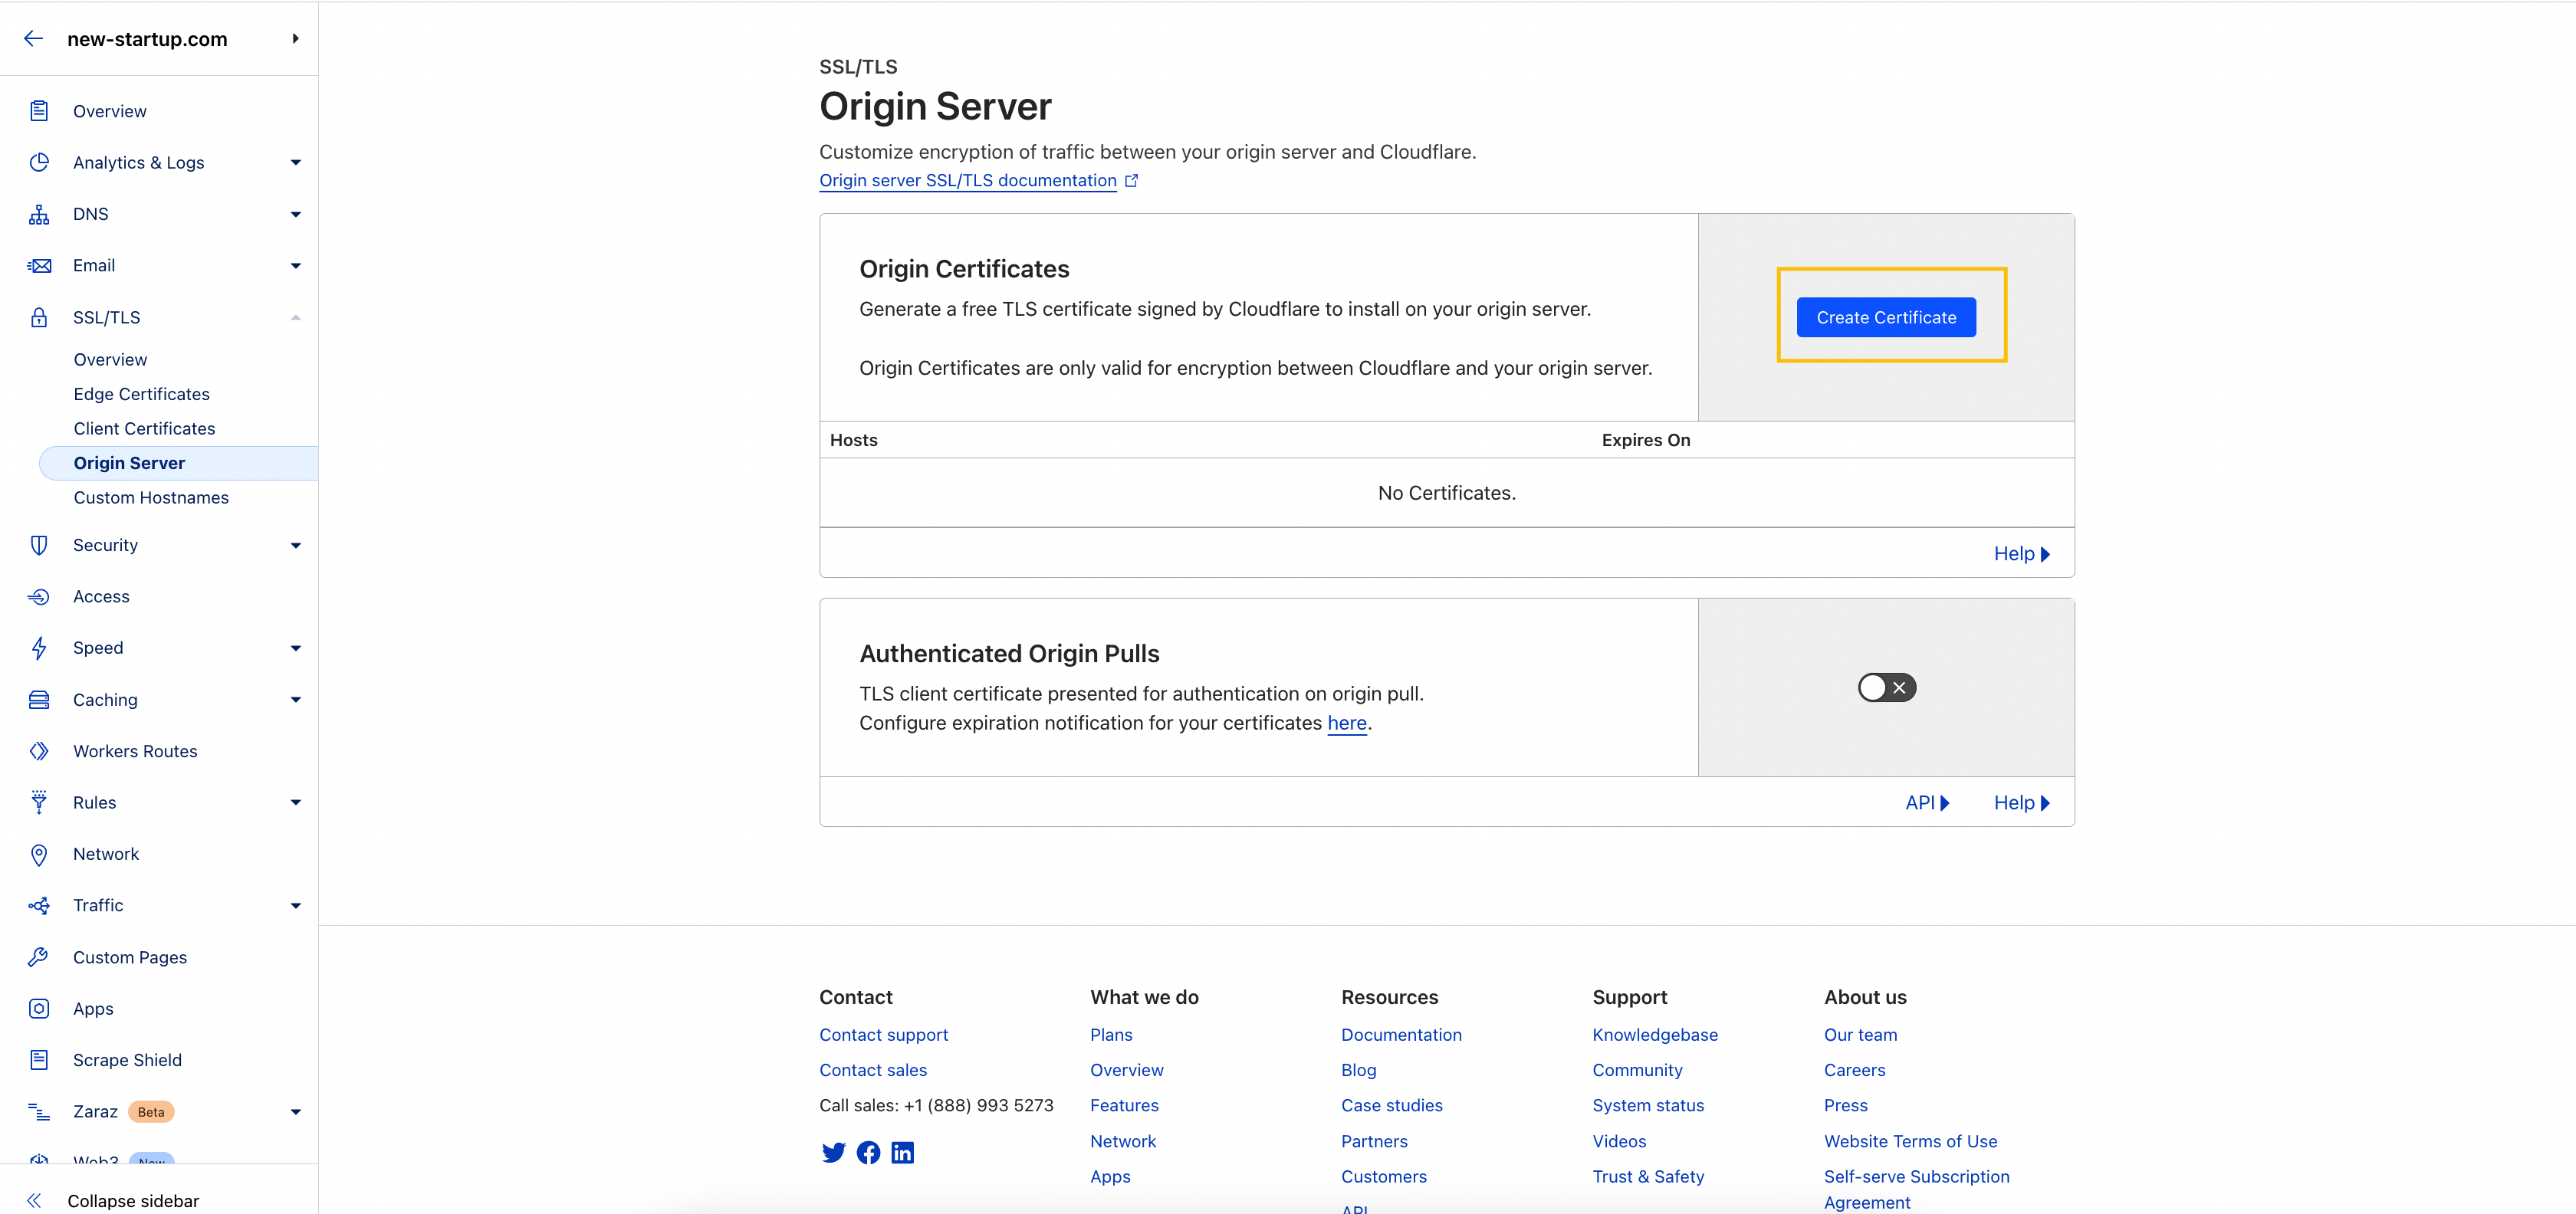 new-startup.com
Overview
Analytics & Logs
DNS
Email
SSL/TLS
Overview
Edge Certificates
Client Certificates
Origin Server
Custom Hostnames
Security
Access
Speed
Caching
Workers Routes
Rules
Network
Traffic
Custom Pages
Apps
Scrape Shield
Zaraz Beta
Web3 New
Collapse sidebar
SSL/TLS
Origin Server
Customize encryption of traffic between your origin server and Cloudflare.
Origin server SSL/TLS documentation
Origin Certificates
Generate a free TLS certificate signed by Cloudflare to install on your origin server.
Origin Certificates are only valid for encryption between Cloudflare and your origin server.
Create Certificate
Hosts Expires On
No Certificates.
Help
Authenticated Origin Pulls
TLS client certificate presented for authentication on origin pull.
Configure expiration notification for your certificates here.
API Help
Contact
Contact support
Contact sales
Call sales: +1 (888) 993 5273
What we do
Plans
Overview
Features
Network
Apps
Resources
Documentation
Blog
Case studies
Partners
Customers
API
Support
Knowledgebase
Community
System status
Videos
Trust & Safety
About us
Our team
Careers
Press
Website Terms of Use
Self-serve Subscription
Agreement